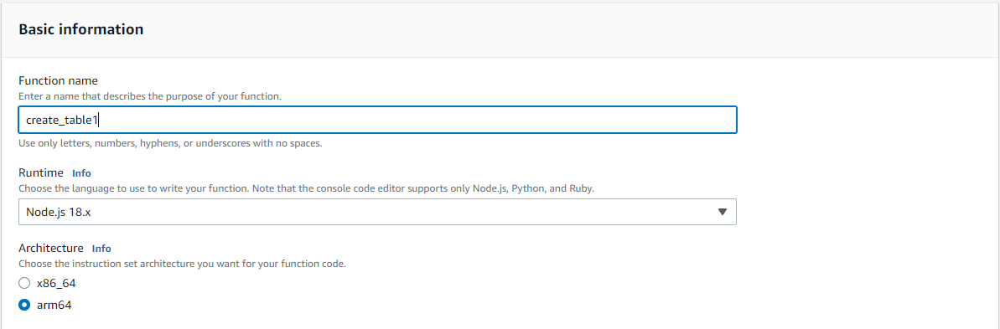 Basic information
Function name
Enter a name that describes the purpose of your function.
create_table1
Use only letters, numbers, hyphens, or underscores with no spaces.
Runtime Info
Choose the language to use to write your function. Note that the console code editor supports only Node.js, Python, and Ruby.
Node.js 18.x
Architecture Info
Choose the instruction set architecture you want for your function code.
x86_64
arm64